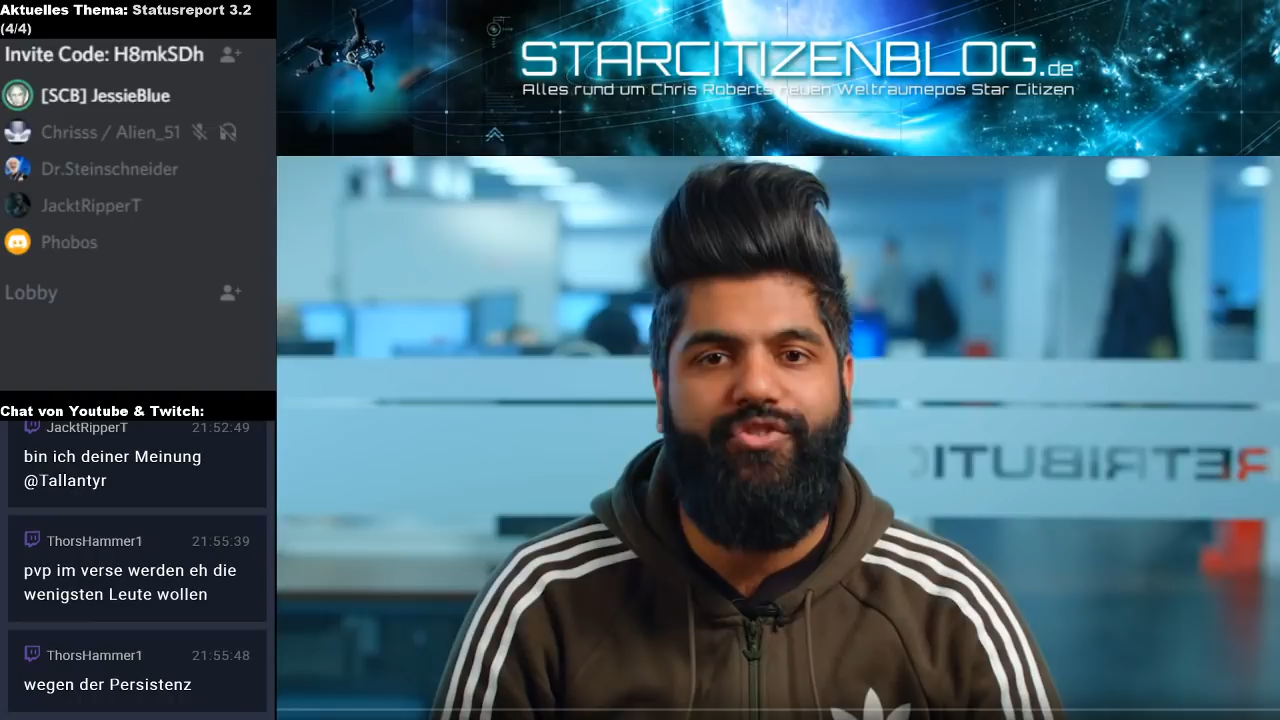 Aktuelles Thema: Statusreport 3.2
(4/4)
Invite Code: H8mkSDh
[SCB] JessieBlue
Chrisss / Alien_51
Dr.Steinschneider
JacktRipperT
Phobos
Lobby
Chat von Youtube & Twitch:
JacktRipperT 21:52:49
bin ich deiner Meinung
@Tallantyr
ThorsHammer1 21:55:39
pvp im verse werden eh die
wenigsten Leute wollen
ThorsHammer1 21:55:48
wegen der Persistenz
STARCITIZENBLOG.de
Alles rund um Chris Roberts neuen Weltraumepos Star Citizen
RETRIBUTIO